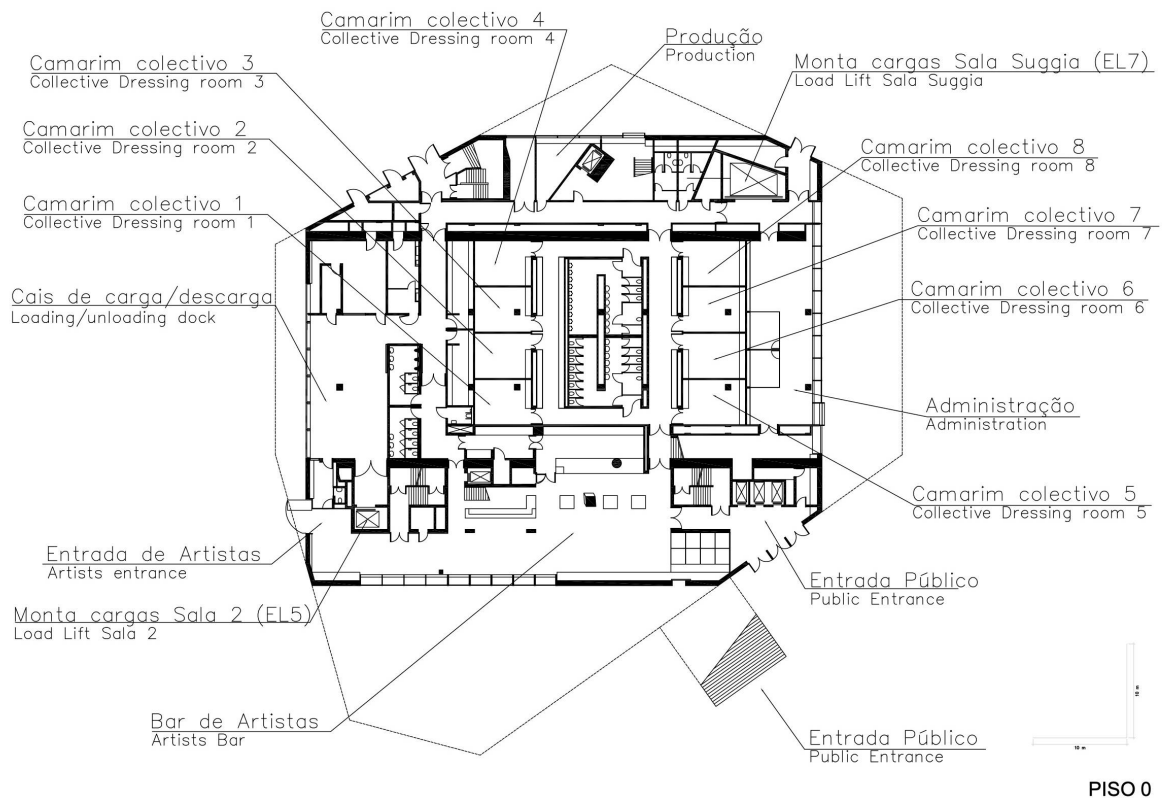 Camarim colectivo 4
Collective Dressing room 4
Produção
Production
Camarim colectivo 3
Collective Dressing room 3
Monta cargas Sala Suggia (EL7)
Load Lift Sala Suggia
Camarim colectivo 2
Collective Dressing room 2
Camarim colectivo 8
Collective Dressing room 8
Camarim colectivo 1
Collective Dressing room 1
Camarim colectivo 7
Collective Dressing room 7
Cais de carga/descarga
Loading/unloading dock
Camarim colectivo 6
Collective Dressing room 6
Administração
Administration
Camarim colectivo 5
Collective Dressing room 5
Entrada de Artistas
Artists entrance
Entrada Público
Public Entrance
Monta cargas Sala 2 (EL5)
Load Lift Sala 2
Bar de Artistas
Artists Bar
Entrada Público
Public Entrance
10 m
10 m
PISO 0